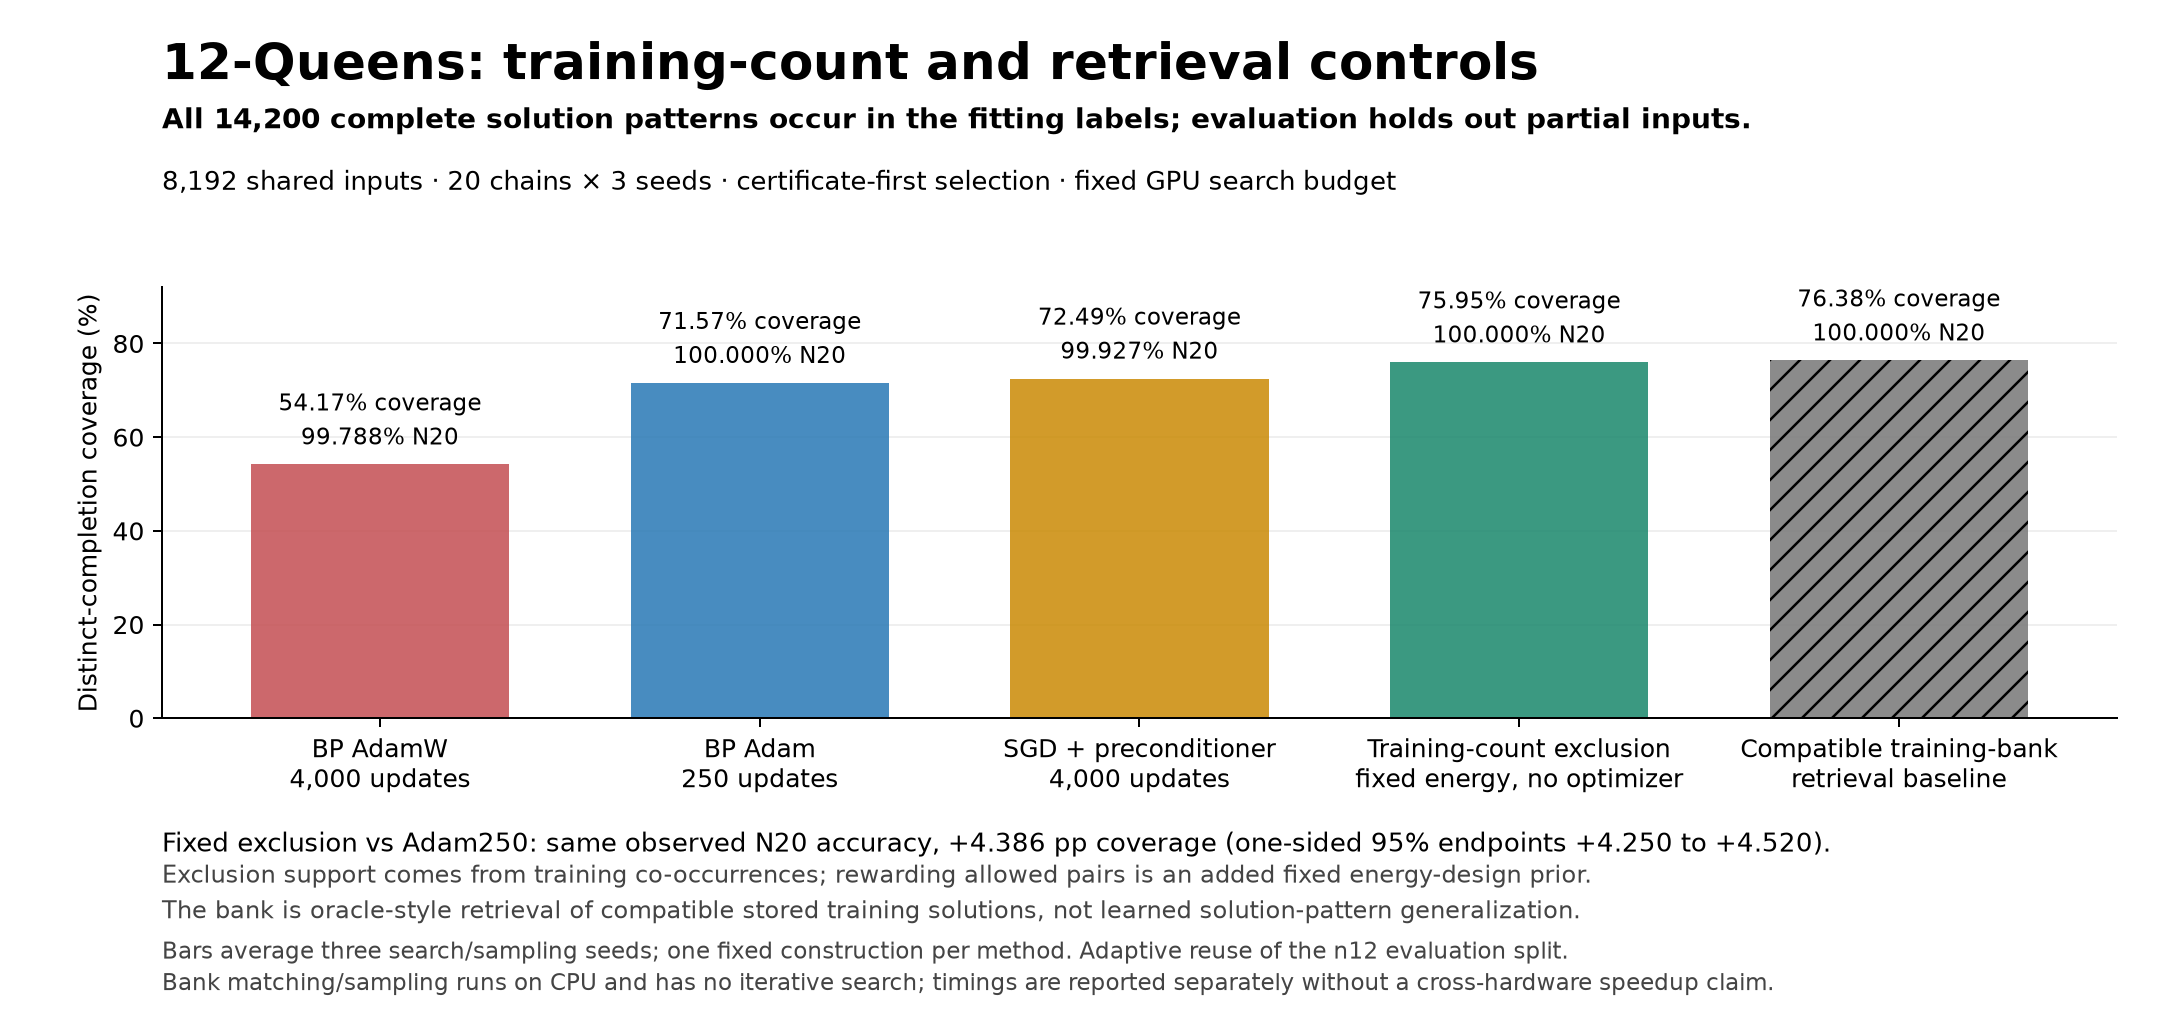 12-Queens: training-count and retrieval controls
All 14,200 complete solution patterns occur in the fitting labels; evaluation holds out partial inputs.
8,192 shared inputs · 20 chains × 3 seeds · certificate-first selection · fixed GPU search budget
Distinct-completion coverage (%)
80
60
40
20
0
54.17% coverage
99.788% N20
71.57% coverage
100.000% N20
72.49% coverage
99.927% N20
75.95% coverage
100.000% N20
76.38% coverage
100.000% N20
BP AdamW
4,000 updates
BP Adam
250 updates
SGD + preconditioner
4,000 updates
Training-count exclusion
fixed energy, no optimizer
Compatible training-bank
retrieval baseline
Fixed exclusion vs Adam250: same observed N20 accuracy, +4.386 pp coverage (one-sided 95% endpoints +4.250 to +4.520).
Exclusion support comes from training co-occurrences; rewarding allowed pairs is an added fixed energy-design prior.
The bank is oracle-style retrieval of compatible stored training solutions, not learned solution-pattern generalization.
Bars average three search/sampling seeds; one fixed construction per method. Adaptive reuse of the n12 evaluation split.
Bank matching/sampling runs on CPU and has no iterative search; timings are reported separately without a cross-hardware speedup claim.